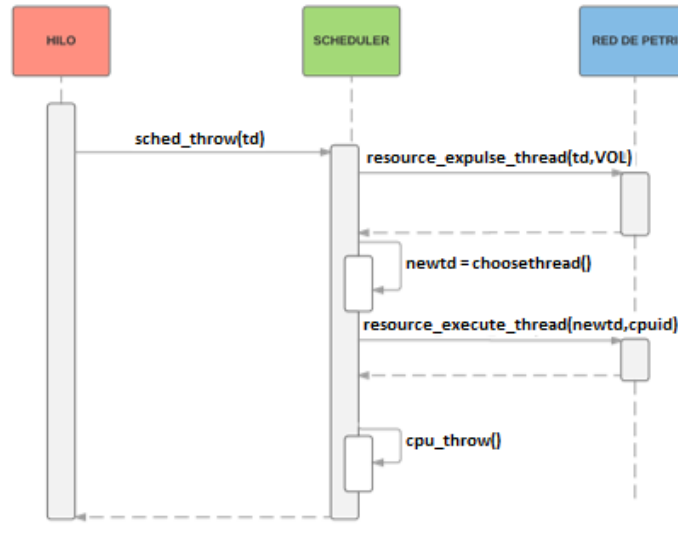 HILO
SCHEDULER
RED DE PETRI
sched_throw(td)
resource_expulse_thread(td,VOL)
newtd = choosethread()
resource_execute_thread(newtd,cpuid)
cpu_throw()